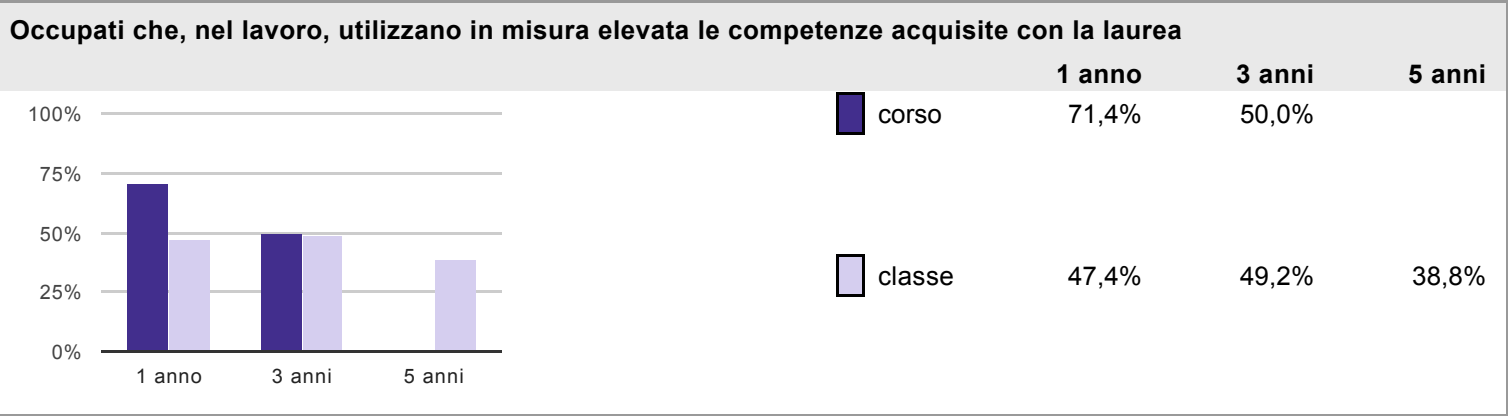 Occupati che, nel lavoro, utilizzano in misura elevata le competenze acquisite con la laurea
1 anno 3 anni 5 anni
100%
75%
50%
25%
0%
1 anno 3 anni 5 anni
corso 71,4% 50,0%
classe 47,4% 49,2% 38,8%